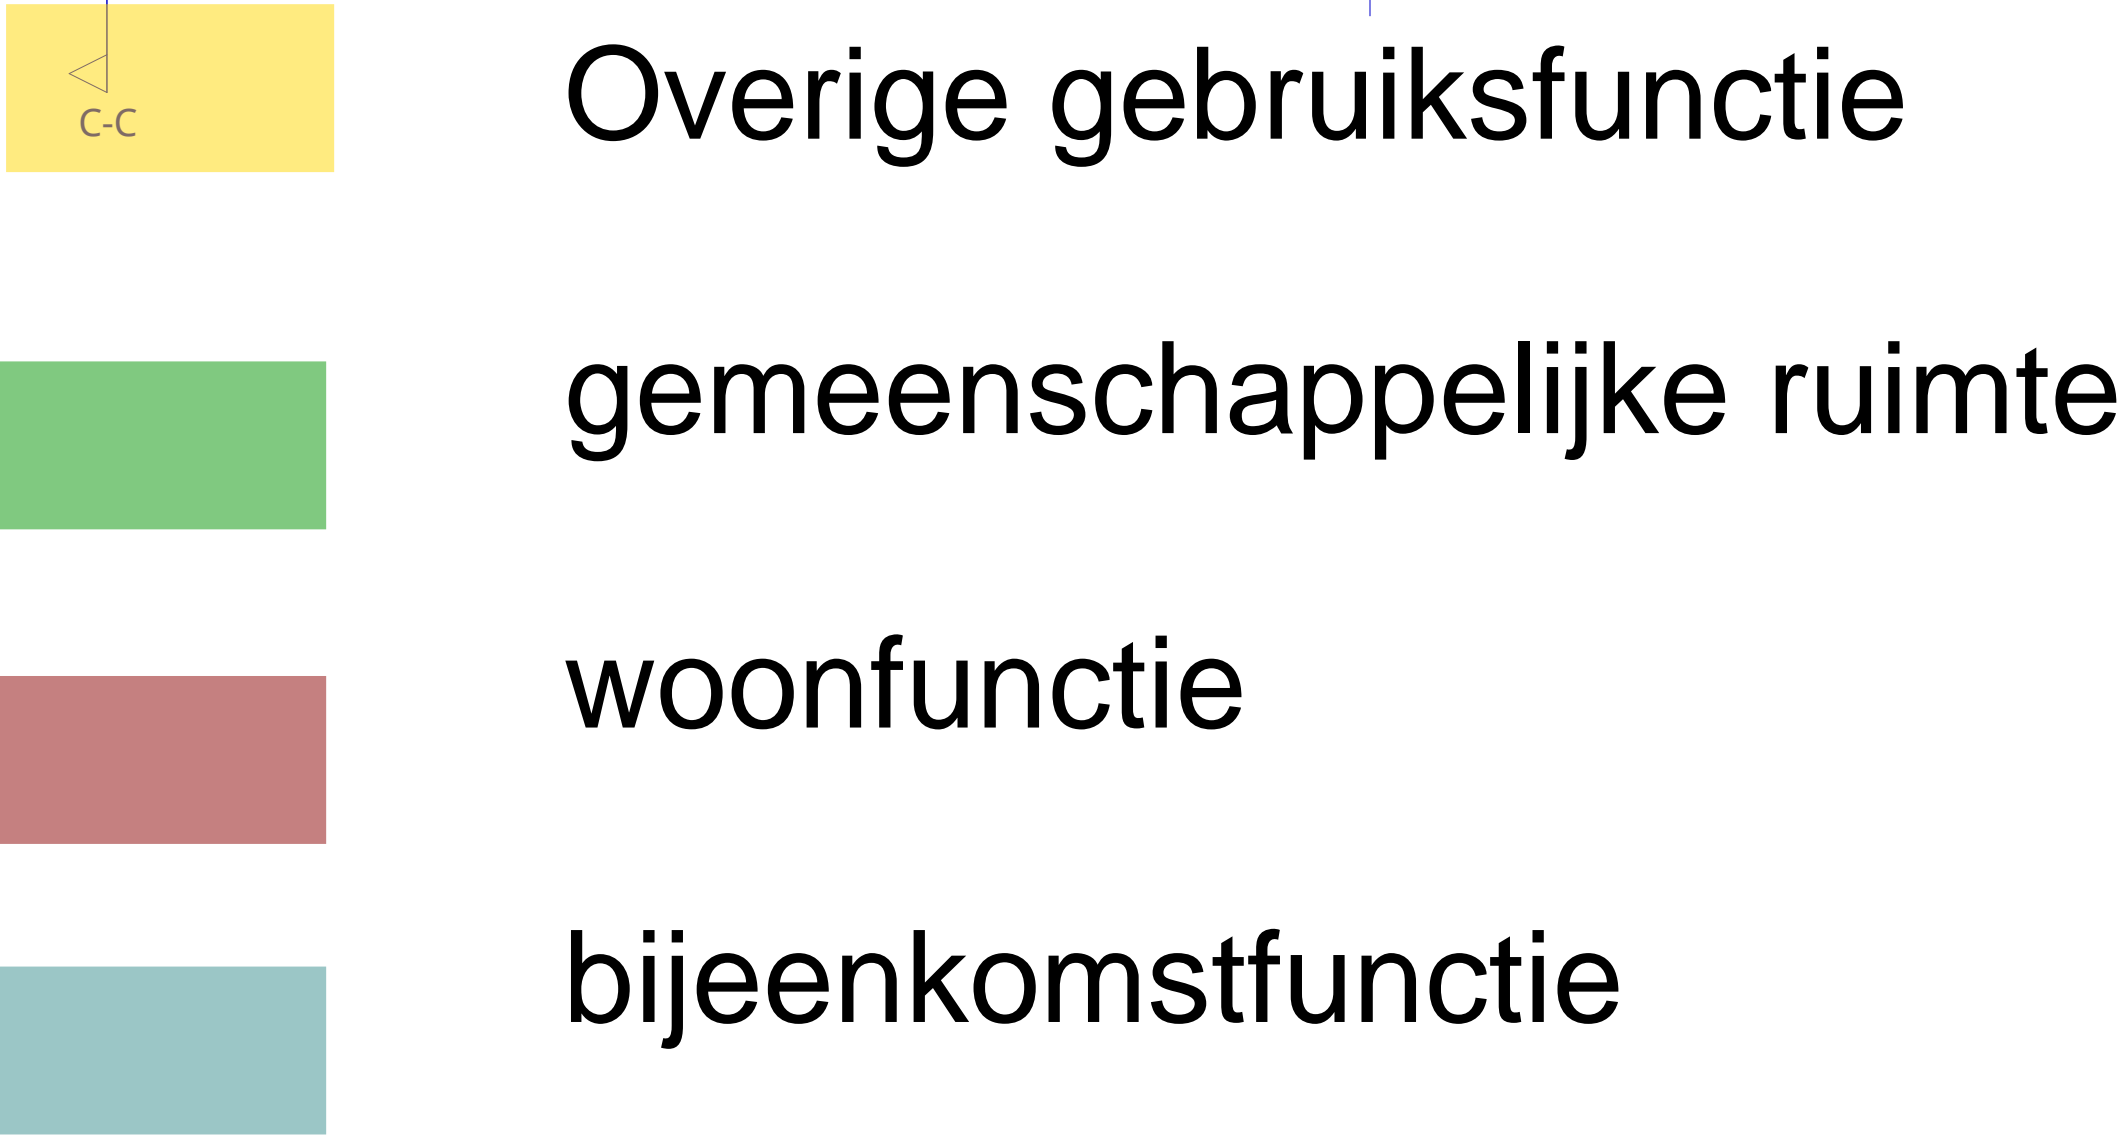 Overige gebruiksfunctie
C-C
gemeenschappelijke ruimte
woonfunctie
bijeenkomstfunctie